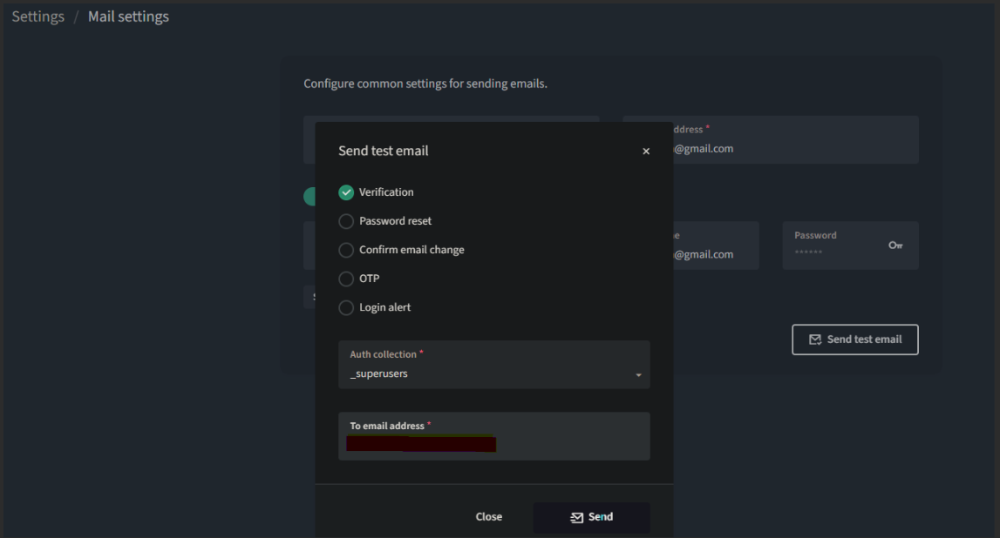 Settings / Mail settings
Configure common settings for sending emails.
ddress *
@gmail.com
Send test email
Verification
Password reset
Confirm email change
OTP
Login alert
e
@gmail.com
Password
******
Send test email
Auth collection *
_superusers
To email address *
Close
Send